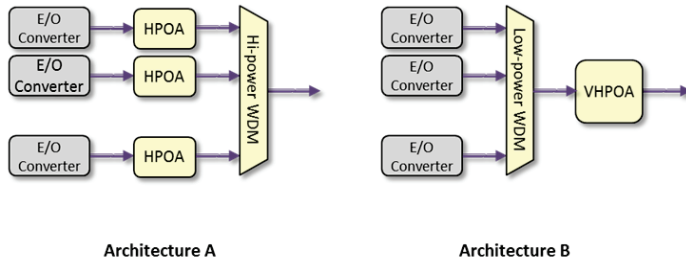 E/O
Converter
HPOA
E/O
Converter
HPOA
E/O
Converter
HPOA
Hi-power WDM
Architecture A
E/O
Converter
E/O
Converter
E/O
Converter
Low-power WDM
VHPOA
Architecture B